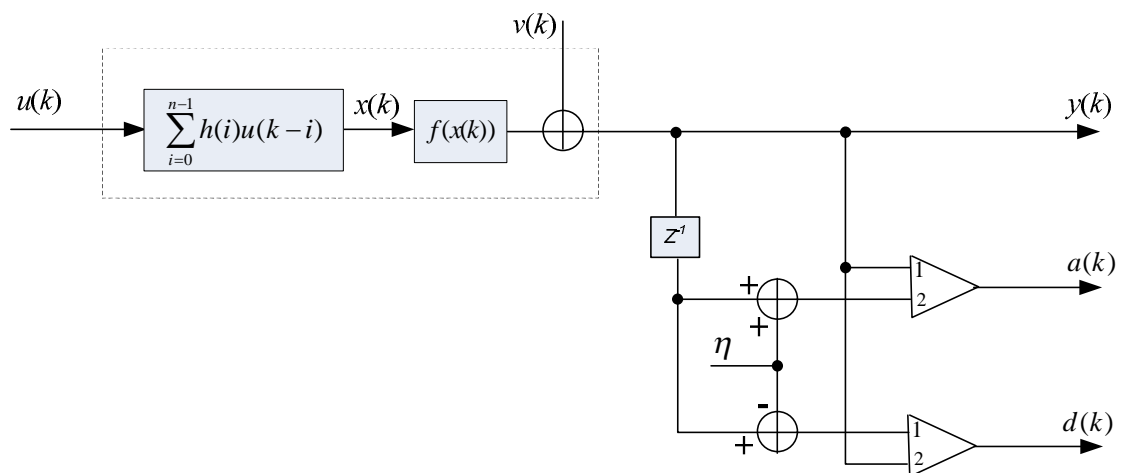 v(k)
u(k)
x(k)
y(k)
n−1
∑ h(i)u(k − i)
i=0
f(x(k))
Z⁻¹
a(k)
1
2
+
+
η
-
+
d(k)
1
2